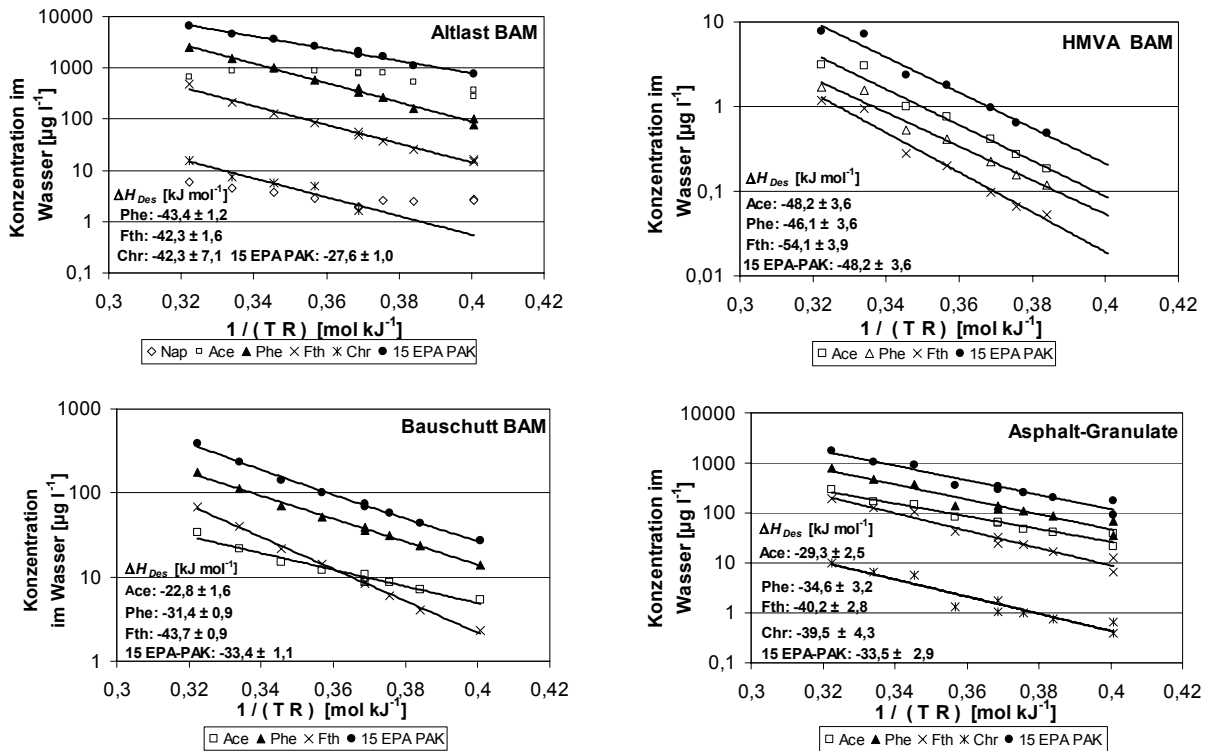 Altlast BAM
Konzentration im
Wasser [µg l-1]
10000
1000
100
10
1
0,1
ΔHDes [kJ mol-1]
Phe: -43,4 ± 1,2
Fth: -42,3 ± 1,6
Chr: -42,3 ± 7,1 15 EPA PAK: -27,6 ± 1,0
0,3 0,32 0,34 0,36 0,38 0,4 0,42
1 / ( T R ) [mol kJ-1]
Nap Ace Phe Fth Chr 15 EPA PAK
HMVA BAM
Konzentration im
Wasser [µg l-1]
10
1
0,1
0,01
ΔHDes [kJ mol-1]
Ace: -48,2 ± 3,6
Phe: -46,1 ± 3,6
Fth: -54,1 ± 3,9
15 EPA-PAK: -48,2 ± 3,6
0,3 0,32 0,34 0,36 0,38 0,4 0,42
1 / ( T R ) [mol kJ-1]
Ace Phe Fth 15 EPA PAK
Bauschutt BAM
Konzentration
im Wasser [µg l-1]
1000
100
10
1
ΔHDes [kJ mol-1]
Ace: -22,8 ± 1,6
Phe: -31,4 ± 0,9
Fth: -43,7 ± 0,9
15 EPA-PAK: -33,4 ± 1,1
0,3 0,32 0,34 0,36 0,38 0,4 0,42
1 / ( T R ) [mol kJ-1]
Ace Phe Fth 15 EPA PAK
Asphalt-Granulate
Konzentration im
Wasser [µg l-1]
10000
1000
100
10
1
0,1
ΔHDes [kJ mol-1]
Ace: -29,3 ± 2,5
Phe: -34,6 ± 3,2
Fth: -40,2 ± 2,8
Chr: -39,5 ± 4,3
15 EPA-PAK: -33,5 ± 2,9
0,3 0,32 0,34 0,36 0,38 0,4 0,42
1 / ( T R ) [mol kJ-1]
Ace Phe Fth Chr 15 EPA PAK